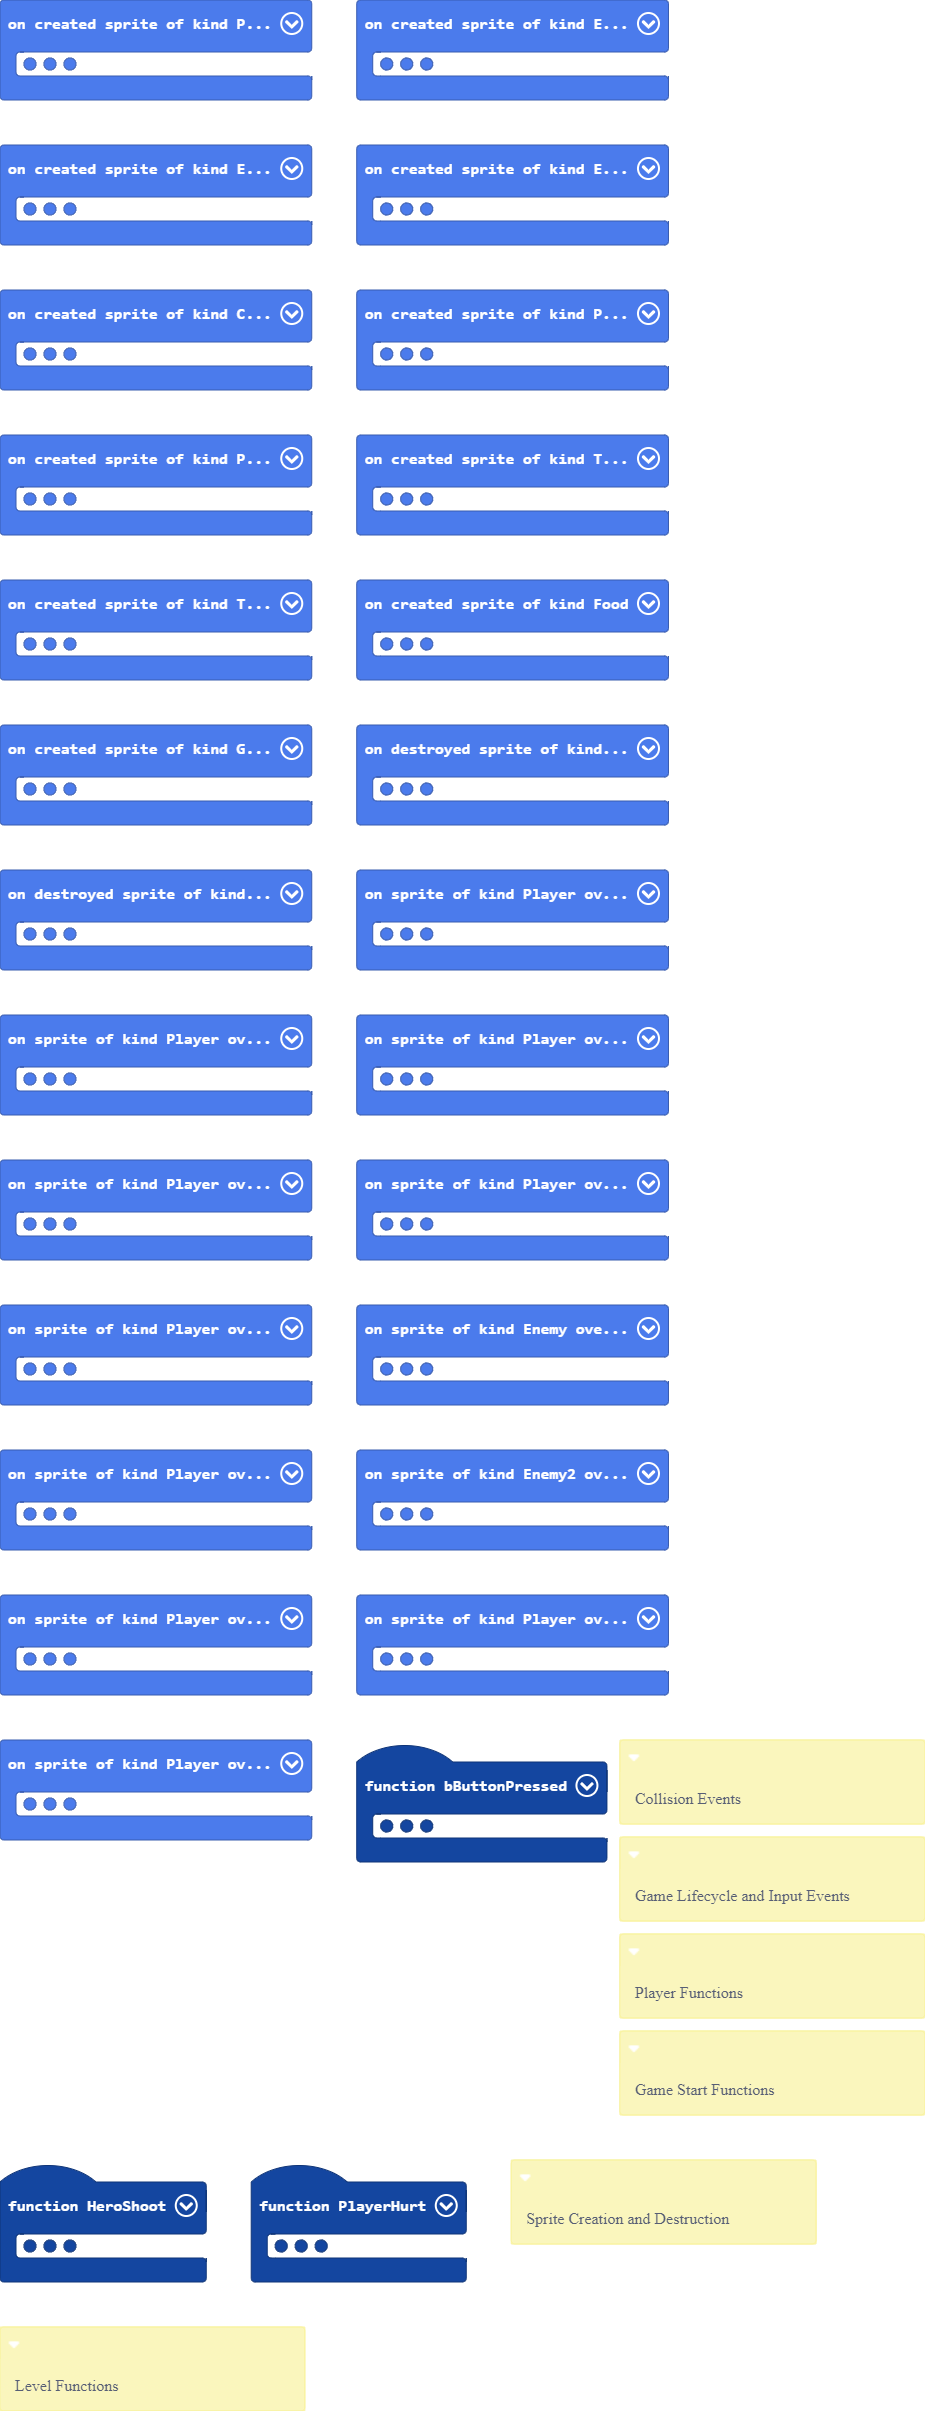 on created sprite of kind P...
on created sprite of kind E...
on created sprite of kind E...
on created sprite of kind E...
on created sprite of kind C...
on created sprite of kind P...
on created sprite of kind P...
on created sprite of kind T...
on created sprite of kind T...
on created sprite of kind Food
on created sprite of kind G...
on destroyed sprite of kind...
on destroyed sprite of kind...
on sprite of kind Player ov...
on sprite of kind Player ov...
on sprite of kind Player ov...
on sprite of kind Player ov...
on sprite of kind Player ov...
on sprite of kind Player ov...
on sprite of kind Enemy ove...
on sprite of kind Player ov...
on sprite of kind Enemy2 ov...
on sprite of kind Player ov...
on sprite of kind Player ov...
on sprite of kind Player ov...
function bButtonPressed
Collision Events
Game Lifecycle and Input Events
Player Functions
Game Start Functions
function HeroShoot
function PlayerHurt
Sprite Creation and Destruction
Level Functions